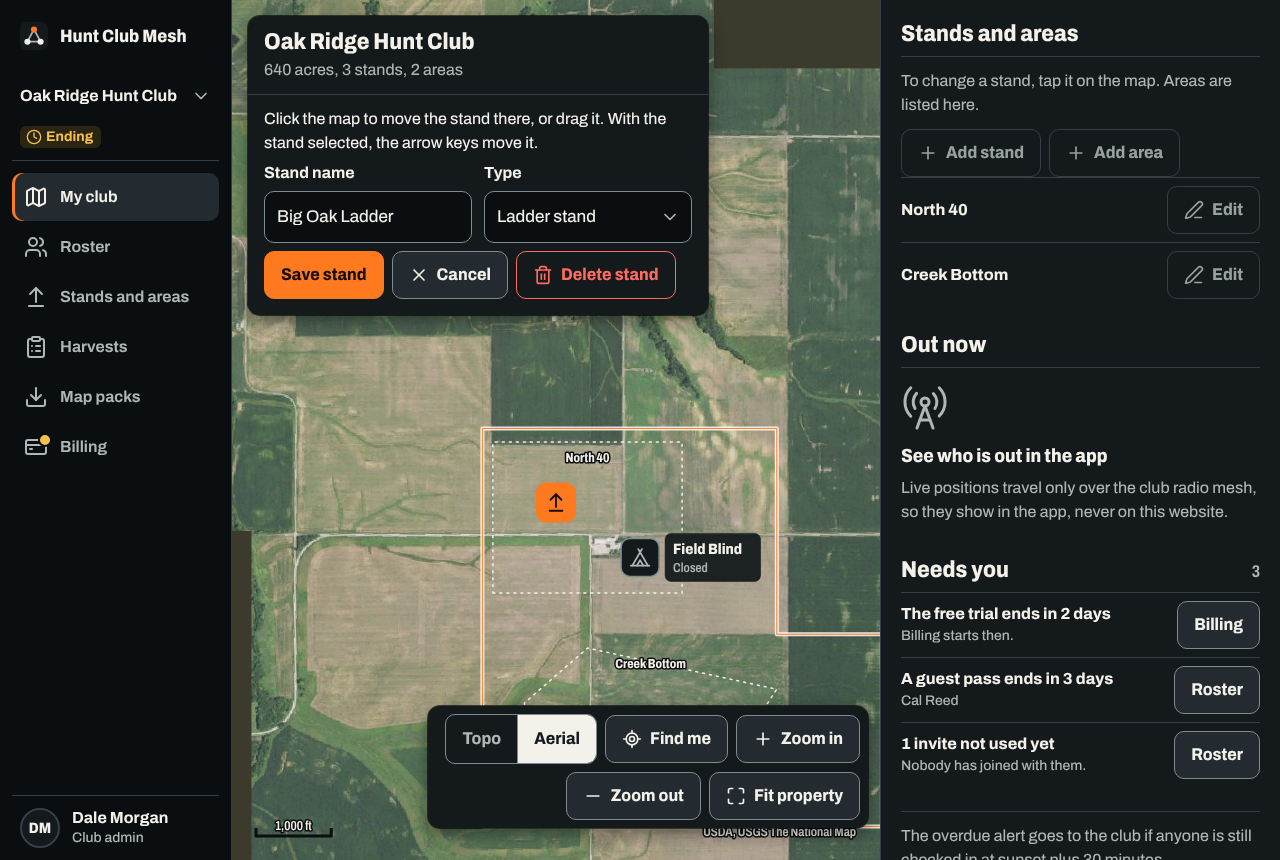 Hunt Club Mesh
Oak Ridge Hunt Club
Ending
My club
Roster
Stands and areas
Harvests
Map packs
Billing
DM
Dale Morgan
Club admin
Oak Ridge Hunt Club
640 acres, 3 stands, 2 areas
Click the map to move the stand there, or drag it. With the
stand selected, the arrow keys move it.
Stand name
Type
Big Oak Ladder
Ladder stand
Save stand
Cancel
Delete stand
North 40
Field Blind
Closed
Creek Bottom
Topo
Aerial
Find me
Zoom in
Zoom out
Fit property
1,000 ft
USDA, USGS The National Map
Stands and areas
To change a stand, tap it on the map. Areas are
listed here.
Add stand
Add area
North 40
Edit
Creek Bottom
Edit
Out now
See who is out in the app
Live positions travel only over the club radio mesh,
so they show in the app, never on this website.
Needs you
3
The free trial ends in 2 days
Billing starts then.
Billing
A guest pass ends in 3 days
Cal Reed
Roster
1 invite not used yet
Nobody has joined with them.
Roster
The overdue alert goes to the club if anyone is still
checked in at sunset plus 30 minutes